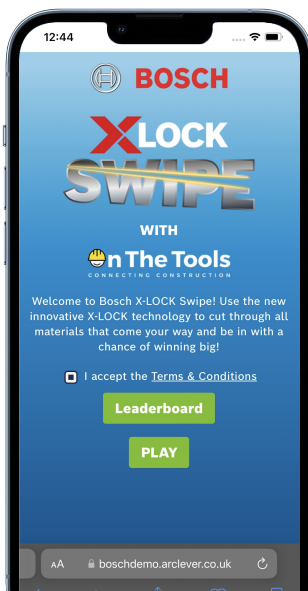 12:44
BOSCH
XLOCK
SWIPE
WITH
On The Tools
CONNECTING CONSTRUCTION
Welcome to Bosch X-LOCK Swipe! Use the new
innovative X-LOCK technology to cut through all
materials that come your way and be in with a
chance of winning big!
I accept the Terms & Conditions
Leaderboard
PLAY
AA boschdemo.arclever.co.uk